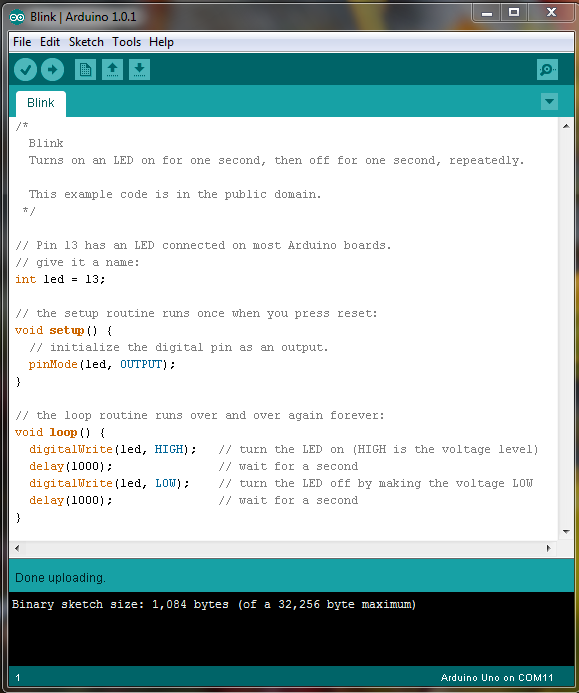 Blink | Arduino 1.0.1
File Edit Sketch Tools Help
Blink
/*
  Blink
  Turns on an LED on for one second, then off for one second, repeatedly.

  This example code is in the public domain.
 */

// Pin 13 has an LED connected on most Arduino boards.
// give it a name:
int led = 13;

// the setup routine runs once when you press reset:
void setup() {
  // initialize the digital pin as an output.
  pinMode(led, OUTPUT);
}

// the loop routine runs over and over again forever:
void loop() {
  digitalWrite(led, HIGH);   // turn the LED on (HIGH is the voltage level)
  delay(1000);               // wait for a second
  digitalWrite(led, LOW);    // turn the LED off by making the voltage LOW
  delay(1000);               // wait for a second
}
Done uploading.
Binary sketch size: 1,084 bytes (of a 32,256 byte maximum)
1 Arduino Uno on COM11